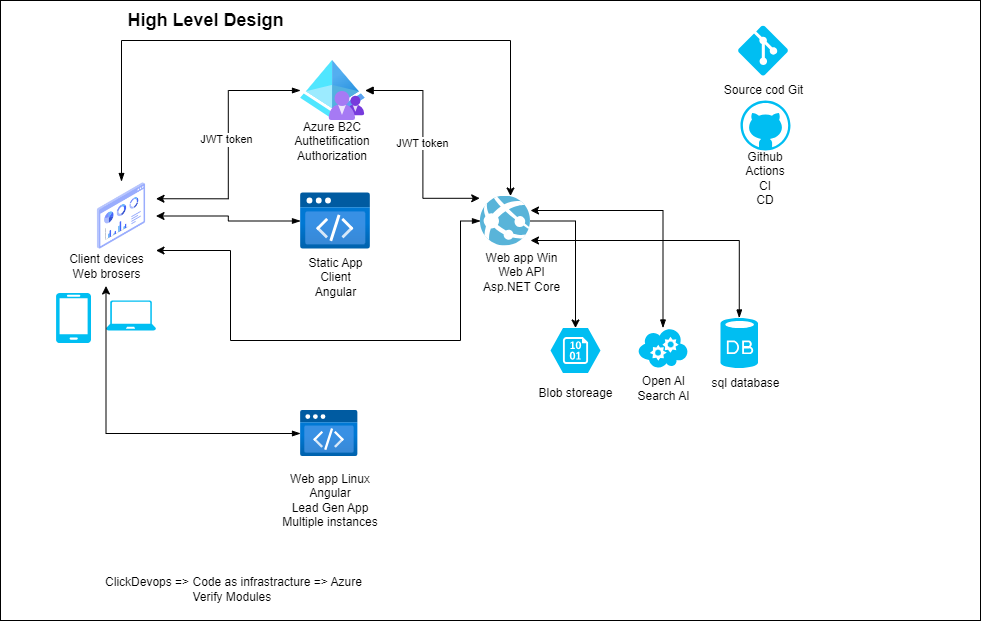 High Level Design
Source cod Git
Azure B2C
Authetification
Authorization
JWT token
JWT token
Github
Actions
CI
CD
Client devices
Web brosers
Static App
Client
Angular
Web app Win
Web API
Asp.NET Core
10
01
DB
Blob storeage
Open AI
Search AI
sql database
Web app Linux
Angular
Lead Gen App
Multiple instances
ClickDevops => Code as infrastracture => Azure
Verify Modules